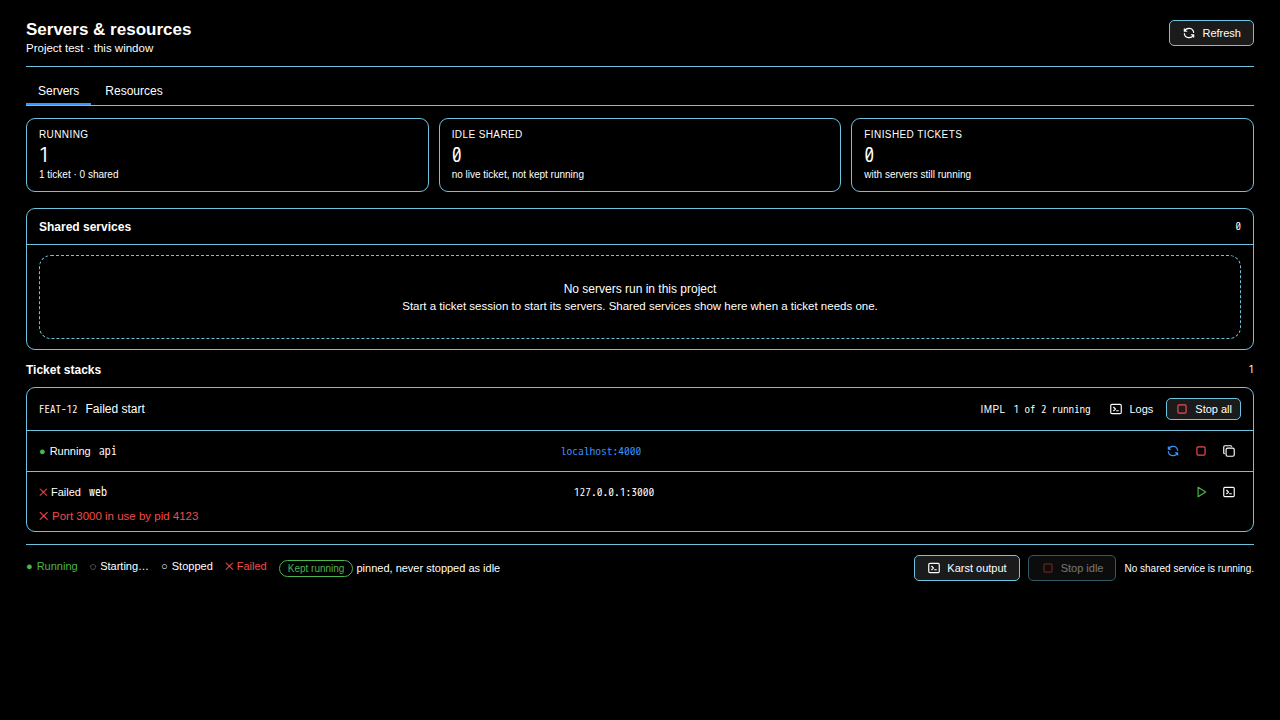 Servers & resources
Project test · this window
Refresh
Servers Resources
RUNNING
1
1 ticket · 0 shared
IDLE SHARED
0
no live ticket, not kept running
FINISHED TICKETS
0
with servers still running
Shared services 0
No servers run in this project
Start a ticket session to start its servers. Shared services show here when a ticket needs one.
Ticket stacks 1
FEAT-12 Failed start IMPL 1 of 2 running Logs Stop all
Running api localhost:4000
Failed web 127.0.0.1:3000
Port 3000 in use by pid 4123
Running Starting… Stopped Failed Kept running pinned, never stopped as idle Karst output Stop idle No shared service is running.